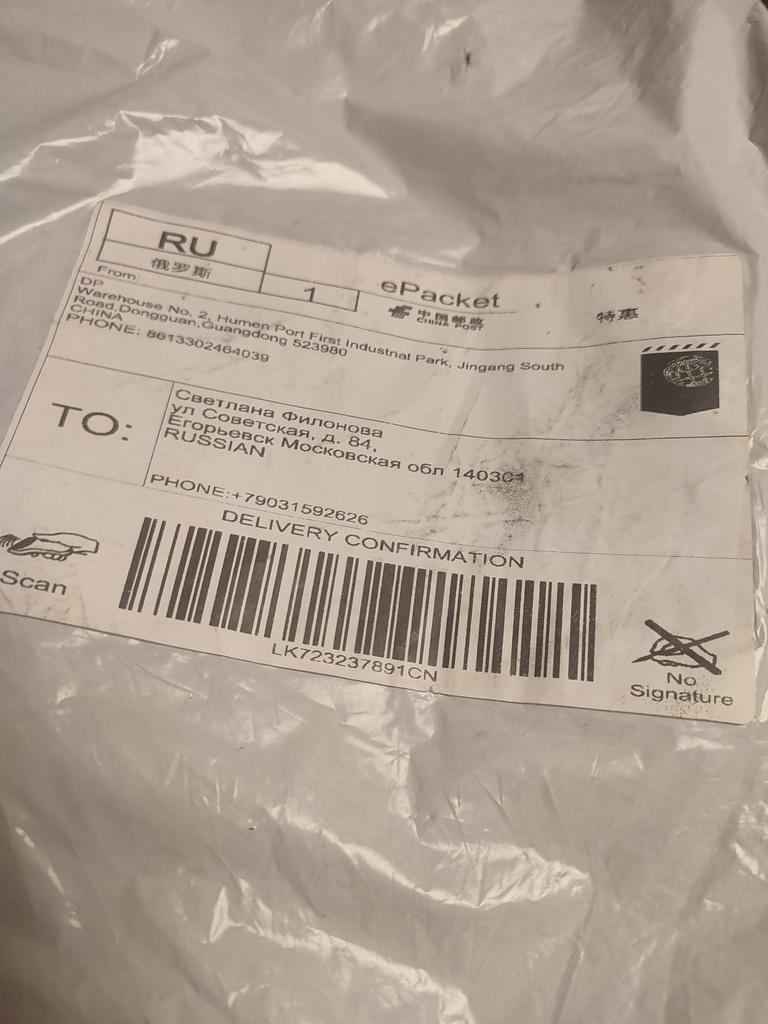 RU
俄罗斯
1
ePacket
中国邮政
CHINA POST
特惠
From:
DP
Warehouse No. 2, Humen Port First Industrial Park, Jingang South
Road,Dongguan,Guangdong 523980
CHINA
PHONE: 8613302464039
TO:
Светлана Филонова
ул Советская, д. 84,
Егорьевск Московская обл 140301
RUSSIAN
PHONE:+79031592626
DELIVERY CONFIRMATION
Scan
LK723237891CN
No
Signature